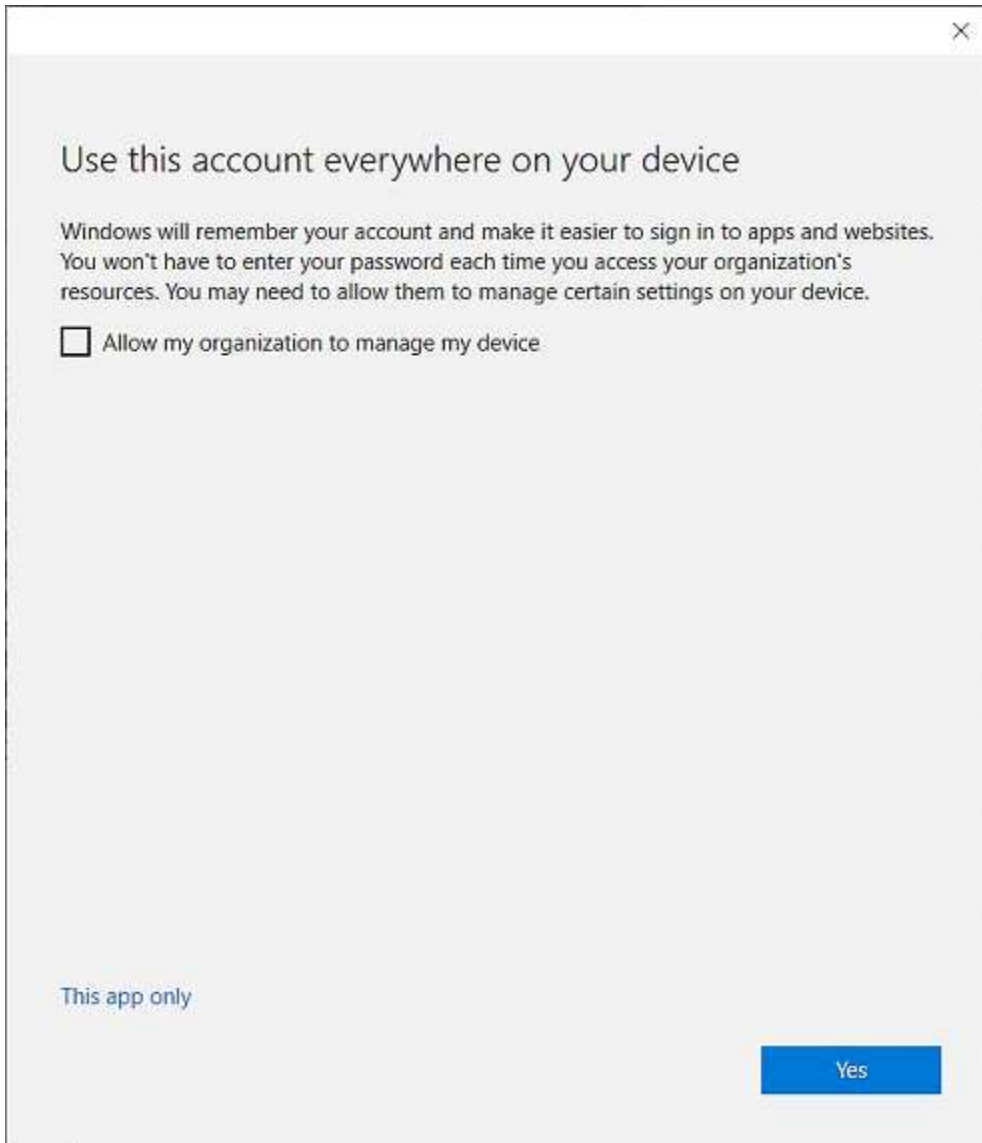 Use this account everywhere on your device
Windows will remember your account and make it easier to sign in to apps and websites.
You won't have to enter your password each time you access your organization's
resources. You may need to allow them to manage certain settings on your device.
Allow my organization to manage my device
This app only
Yes